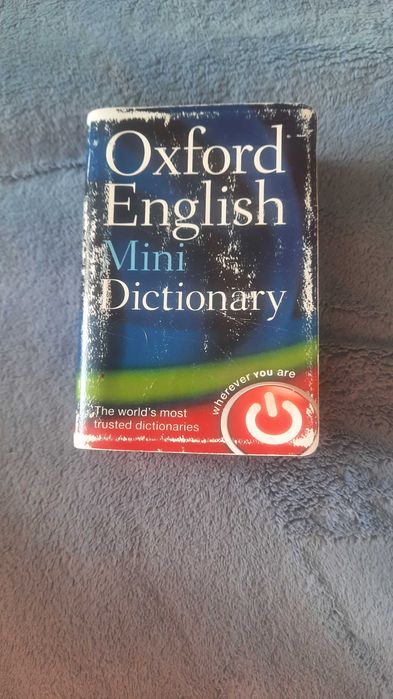 Oxford
English
Mini
Dictionary
wherever YOU are
The world's most
trusted dictionaries